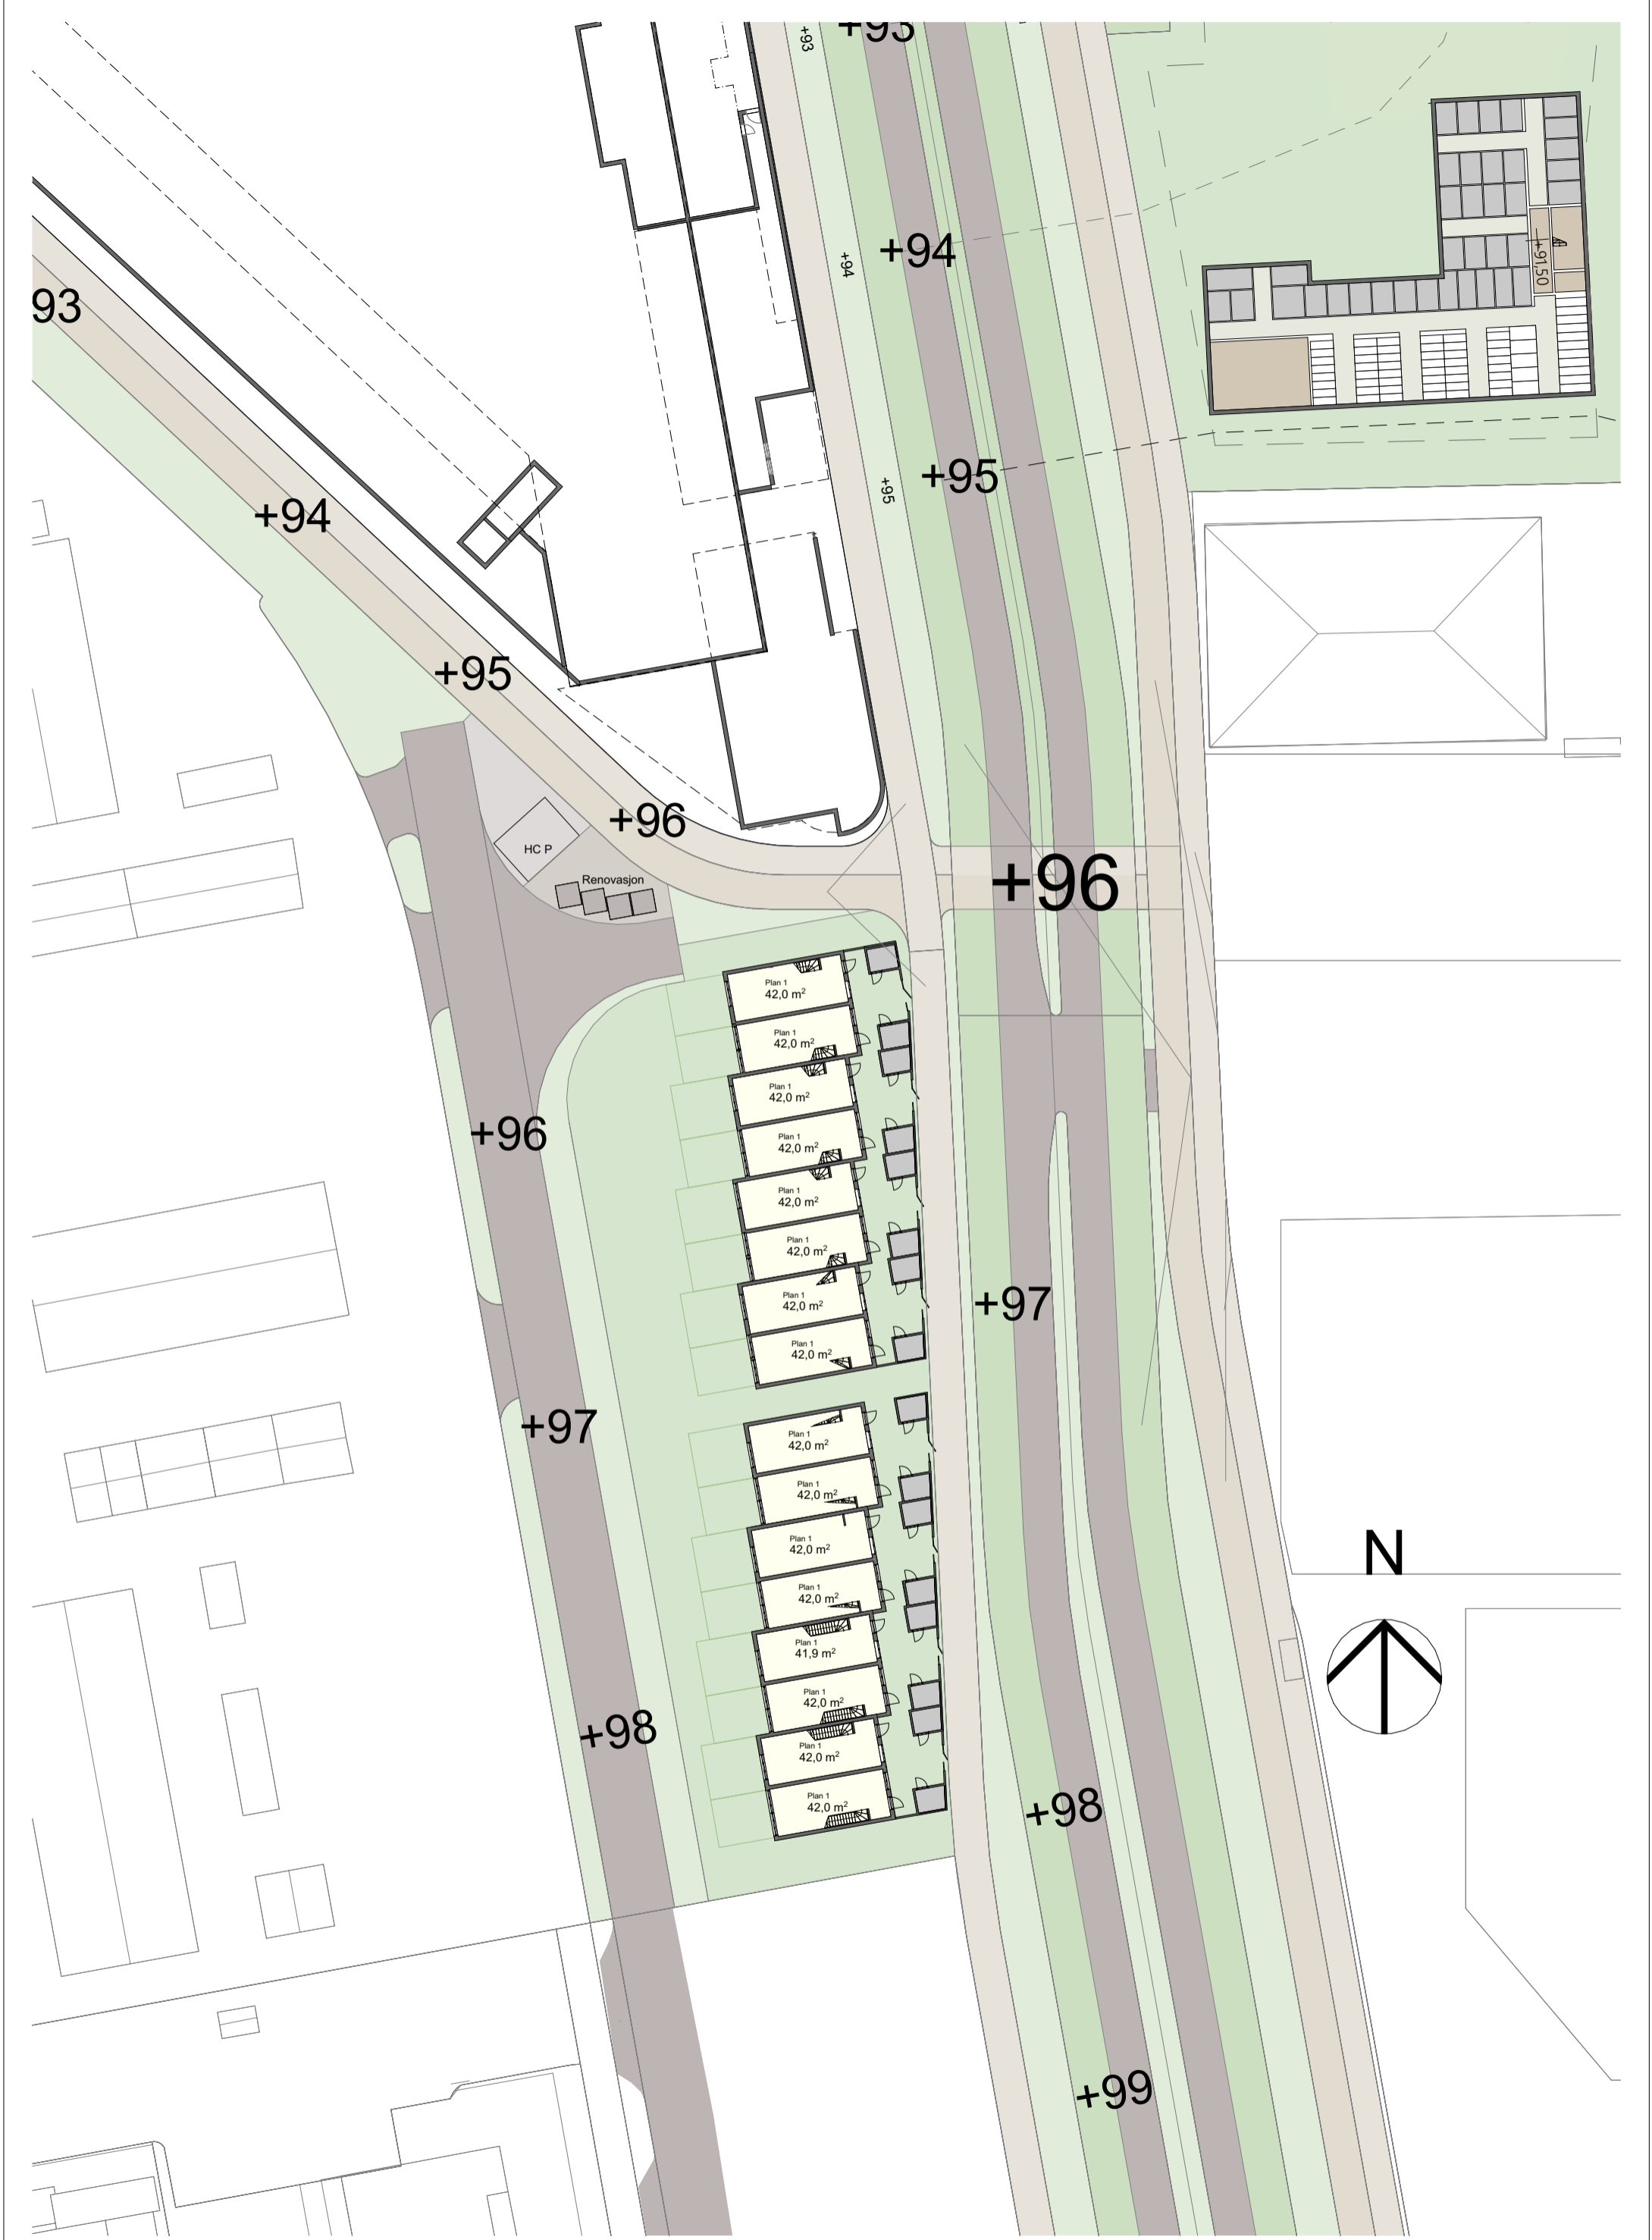 +93
+93
+94
+94
+91,50
93
+95
+95
+94
+95
+96
HC P
Renovasjon
+96
Plan 1
42,0 m²
Plan 1
42,0 m²
Plan 1
42,0 m²
+96
Plan 1
42,0 m²
Plan 1
42,0 m²
Plan 1
42,0 m²
Plan 1
42,0 m²
+97
Plan 1
42,0 m²
+97
Plan 1
42,0 m²
Plan 1
42,0 m²
Plan 1
42,0 m²
N
Plan 1
42,0 m²
Plan 1
41,9 m²
Plan 1
42,0 m²
+98
Plan 1
42,0 m²
Plan 1
42,0 m²
+98
+99